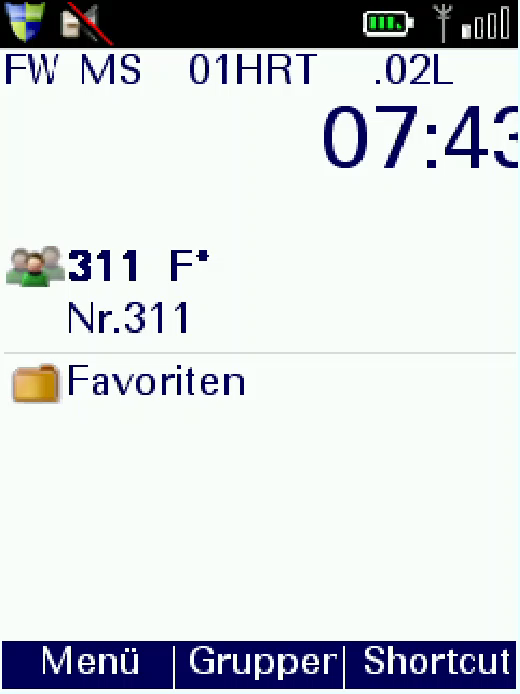 FW MS 01HRT .02L
07:43
311 F*
Nr.311
Favoriten
Menü Grupper Shortcut